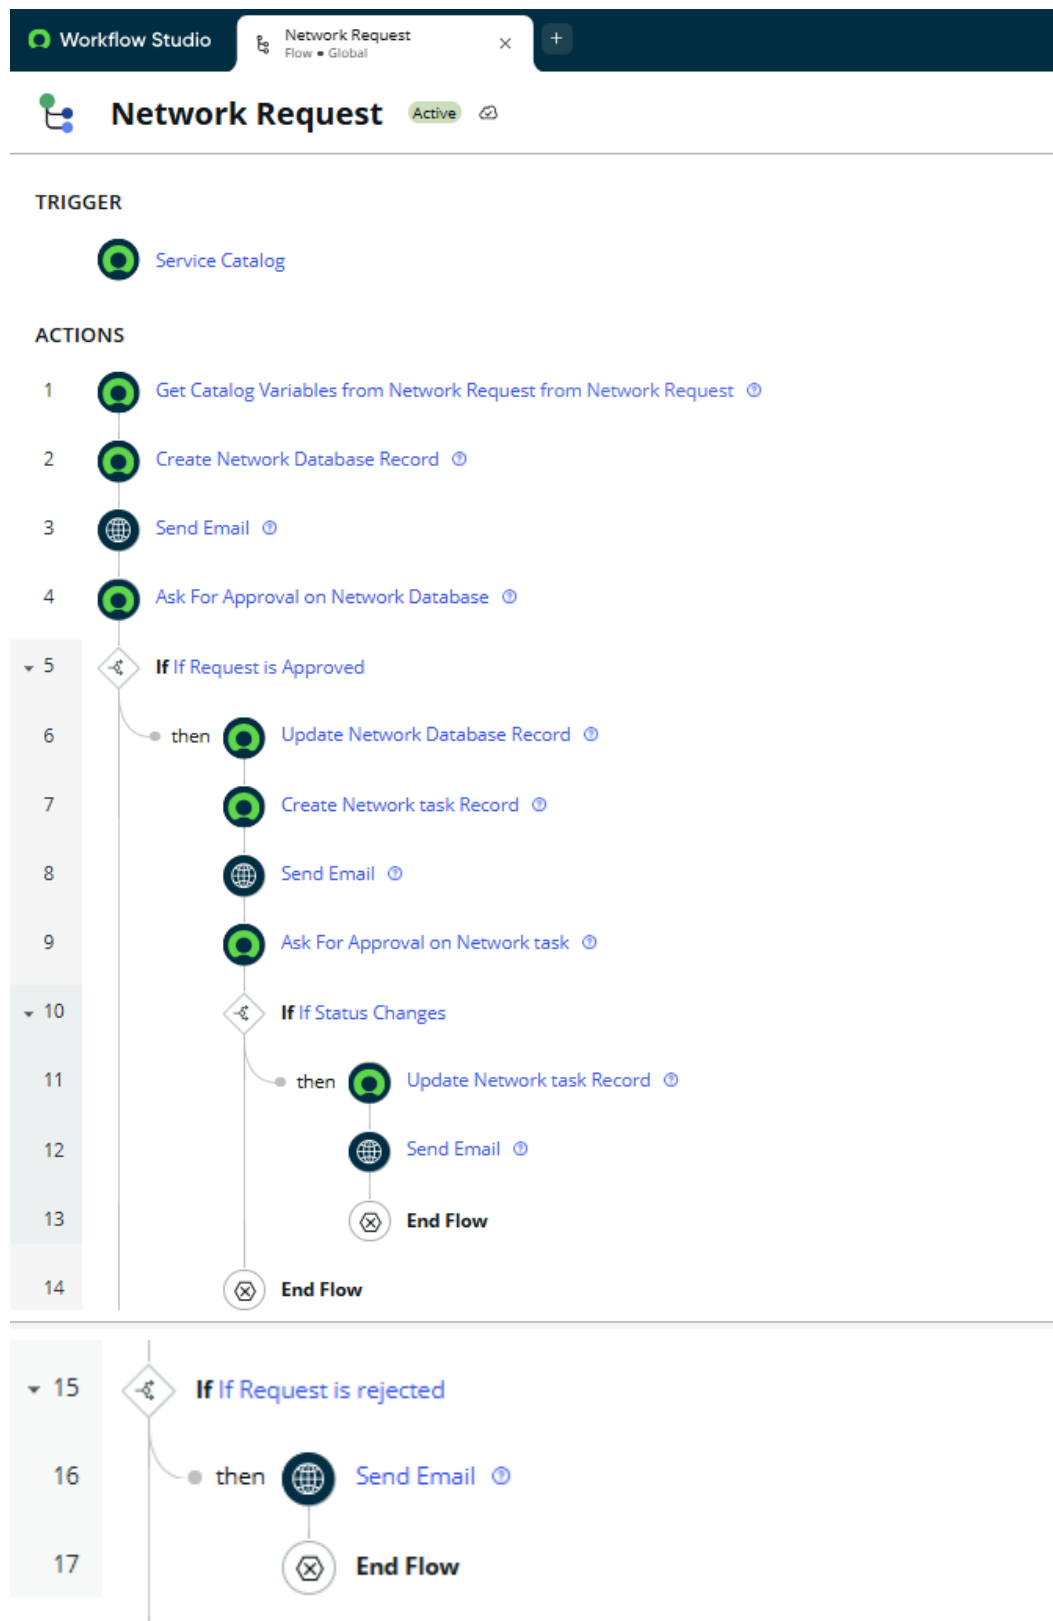 Workflow Studio
Network Request
Flow • Global
Network Request Active
TRIGGER
Service Catalog
ACTIONS
1 Get Catalog Variables from Network Request from Network Request
2 Create Network Database Record
3 Send Email
4 Ask For Approval on Network Database
5 If If Request is Approved
6 then Update Network Database Record
7 Create Network task Record
8 Send Email
9 Ask For Approval on Network task
10 If If Status Changes
11 then Update Network task Record
12 Send Email
13 End Flow
14 End Flow
15 If If Request is rejected
16 then Send Email
17 End Flow